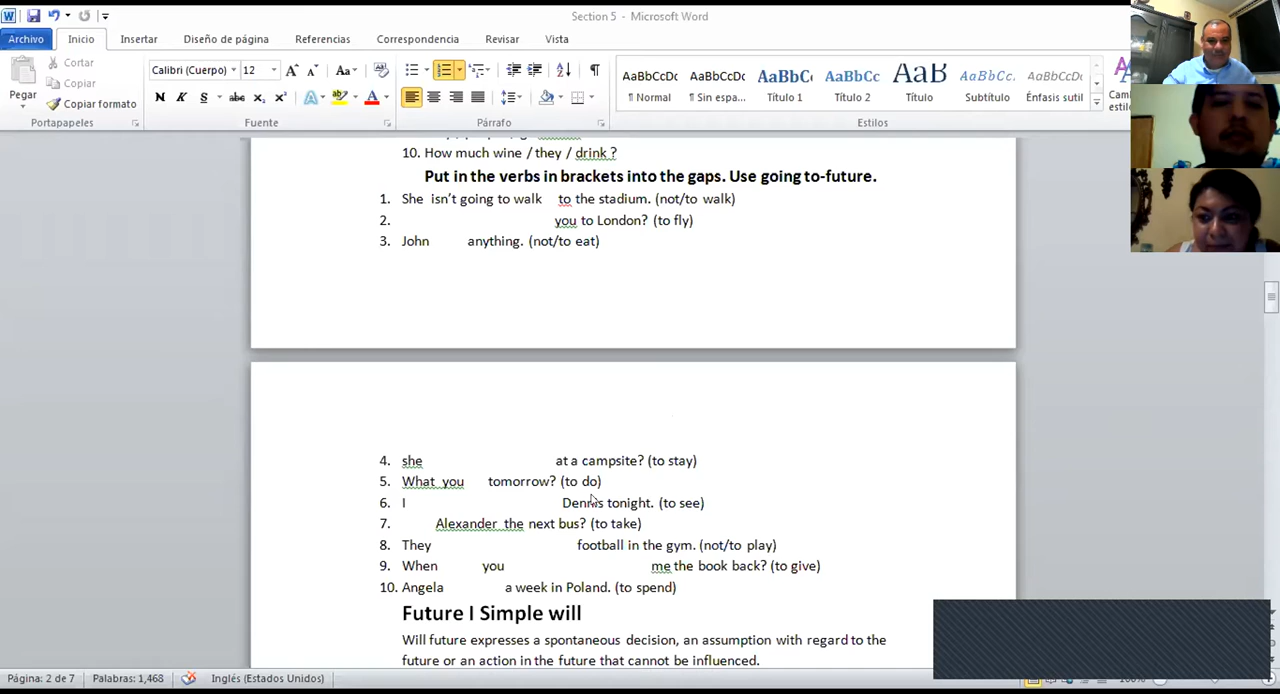 Section 5 - Microsoft Word
Archivo Inicio Insertar Diseño de página Referencias Correspondencia Revisar Vista
Pegar
Cortar
Copiar
Copiar formato
Portapapeles
Calibri (Cuerpo) 12
Fuente
Párrafo
AaBbCcDc AaBbCcDc AaBbC AaBbCc AaB AaBbCc. AaBbCcDc
¶ Normal ¶ Sin espa... Título 1 Título 2 Título Subtítulo Énfasis sutil
Estilos
10. How much wine / they / drink ?
Put in the verbs in brackets into the gaps. Use going to-future.
1. She isn't going to walk to the stadium. (not/to walk)
2. you to London? (to fly)
3. John anything. (not/to eat)
4. she at a campsite? (to stay)
5. What you tomorrow? (to do)
6. I Dennis tonight. (to see)
7. Alexander the next bus? (to take)
8. They football in the gym. (not/to play)
9. When you me the book back? (to give)
10. Angela a week in Poland. (to spend)
Future I Simple will
Will future expresses a spontaneous decision, an assumption with regard to the
future or an action in the future that cannot be influenced.
Página: 2 de 7 Palabras: 1,468 Inglés (Estados Unidos)